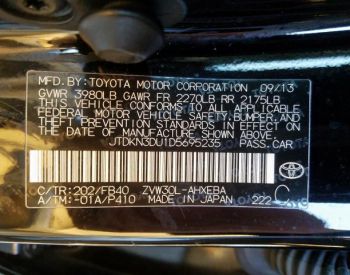 MFD. BY: TOYOTA MOTOR CORPORATION 09/13
GVWR 3980LB GAWR FR 2270LB RR 2175LB
THIS VEHICLE CONFORMS TO ALL APPLICABLE
FEDERAL MOTOR VEHICLE SAFETY, BUMPER, AND
THEFT PREVENTION STANDARDS IN EFFECT ON
THE DATE OF MANUFACTURE SHOWN ABOVE.
JTDKN3DU1D5695235 PASS.CAR
C/TR:202/FB40 ZVW30L-AHXEBA C
A/TM:-01A/P410 MADE IN JAPAN 222
TOYOTA